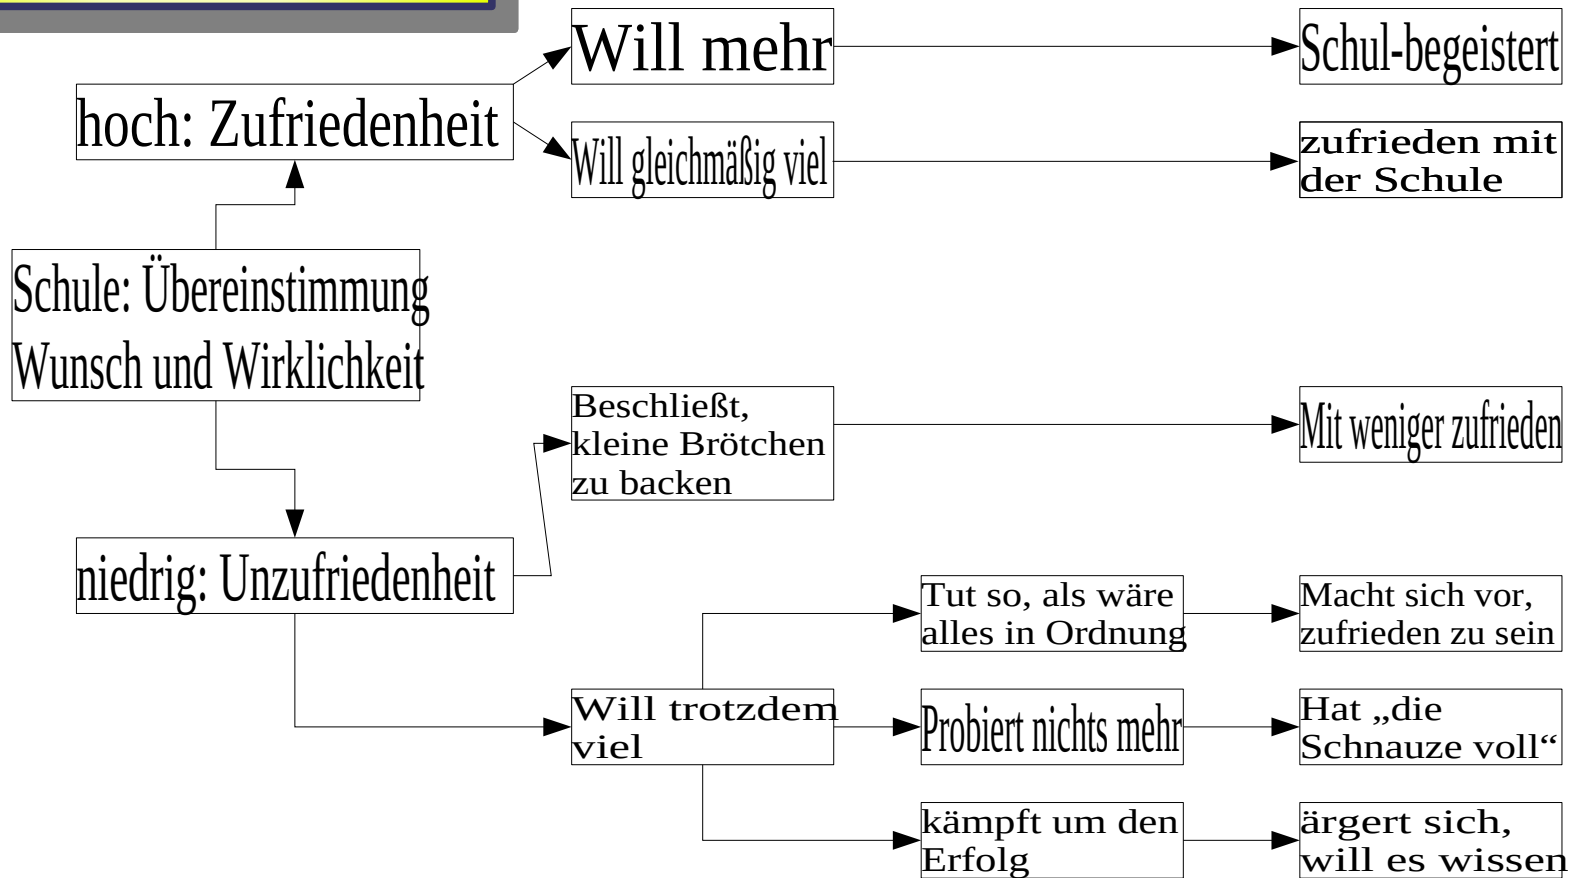 Will mehr
Schul-begeistert
hoch: Zufriedenheit
Will gleichmäßig viel
zufrieden mit
der Schule
Schule: Übereinstimmung
Wunsch und Wirklichkeit
Beschließt,
kleine Brötchen
zu backen
Mit weniger zufrieden
niedrig: Unzufriedenheit
Tut so, als wäre
alles in Ordnung
Macht sich vor,
zufrieden zu sein
Will trotzdem
viel
Probiert nichts mehr
Hat „die
Schnauze voll“
kämpft um den
Erfolg
ärgert sich,
will es wissen